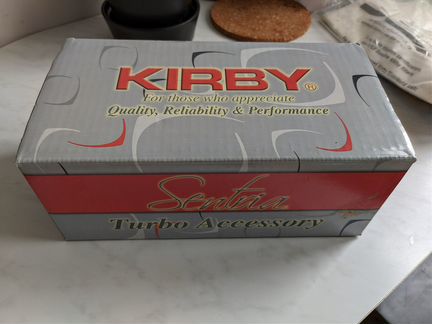 KIRBY®
For those who appreciate
Quality, Reliability & Performance
Sentria
Turbo Accessory